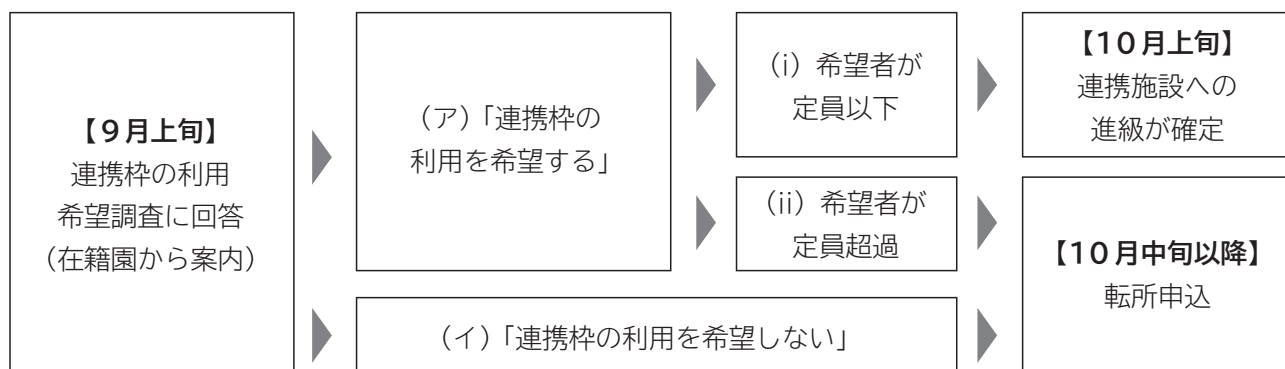 【9月上旬】
連携枠の利用
希望調査に回答
（在籍園から案内）
（ア）「連携枠の
利用を希望する」
（i）希望者が
定員以下
【10月上旬】
連携施設への
進級が確定
（ii）希望者が
定員超過
【10月中旬以降】
転所申込
（イ）「連携枠の利用を希望しない」